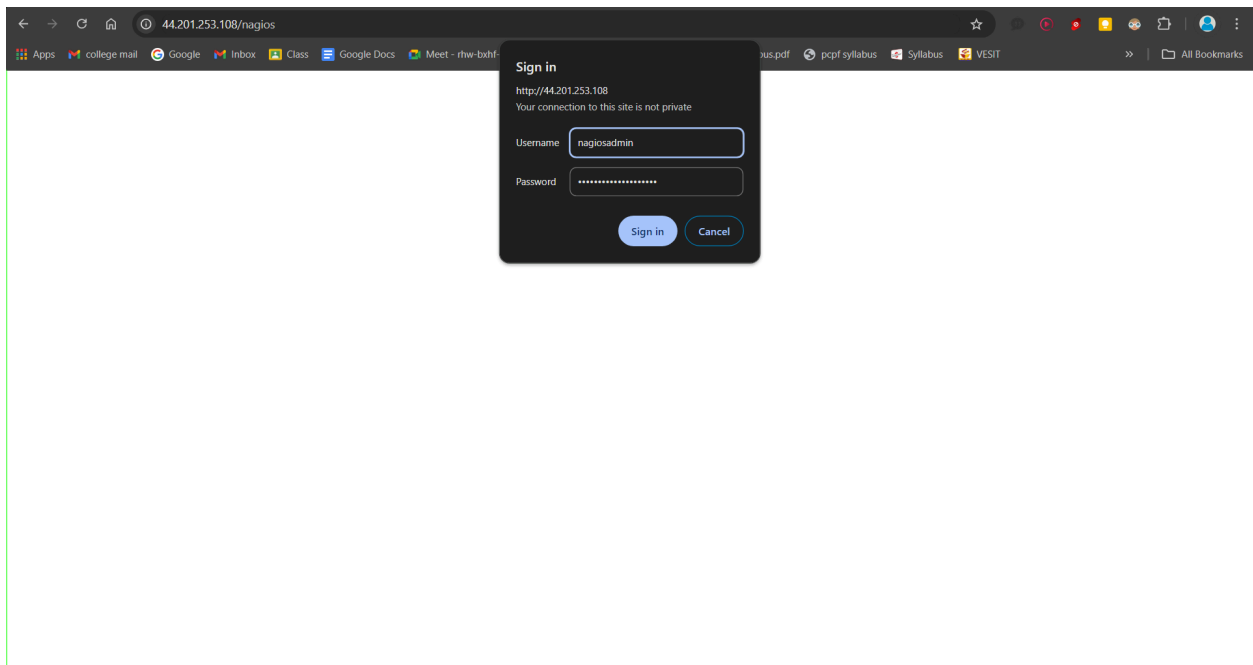 44.201.253.108/nagios
Apps college mail Google Inbox Class Google Docs Meet - rhw-bxhf- pcpf syllabus Syllabus VESIT » All Bookmarks
Sign in
http://44.201.253.108
Your connection to this site is not private
Username nagiosadmin
Password ••••••••••••••••••••
Sign in Cancel